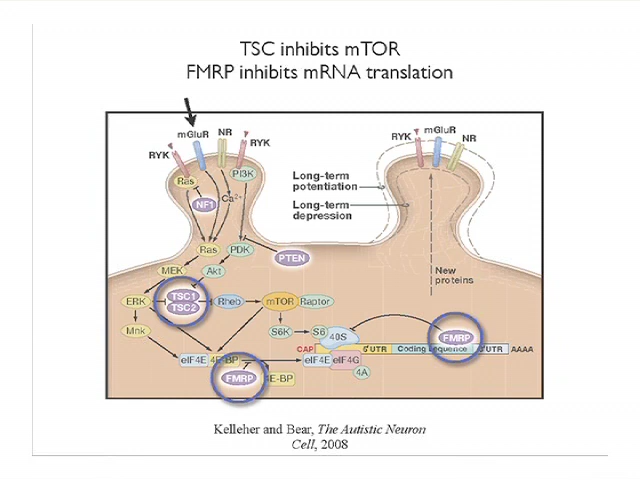 TSC inhibits mTOR
FMRP inhibits mRNA translation
mGluR
NR
RYK
RYK
RYK
mGluR
NR
Ras
PI3K
NF1
Ca2+
Long-term
potentiation
Long-term
depression
Ras
PDK
PTEN
MEK
Akt
New
proteins
ERK
TSC1
TSC2
Rheb
mTOR
Raptor
Mnk
S6K
S6
40S
FMRP
CAP
5'UTR
Coding sequence
3'UTR
AAAA
eIF4E
4E-BP
eIF4E
eIF4G
4A
FMRP
4E-BP
Kelleher and Bear, The Autistic Neuron
Cell, 2008